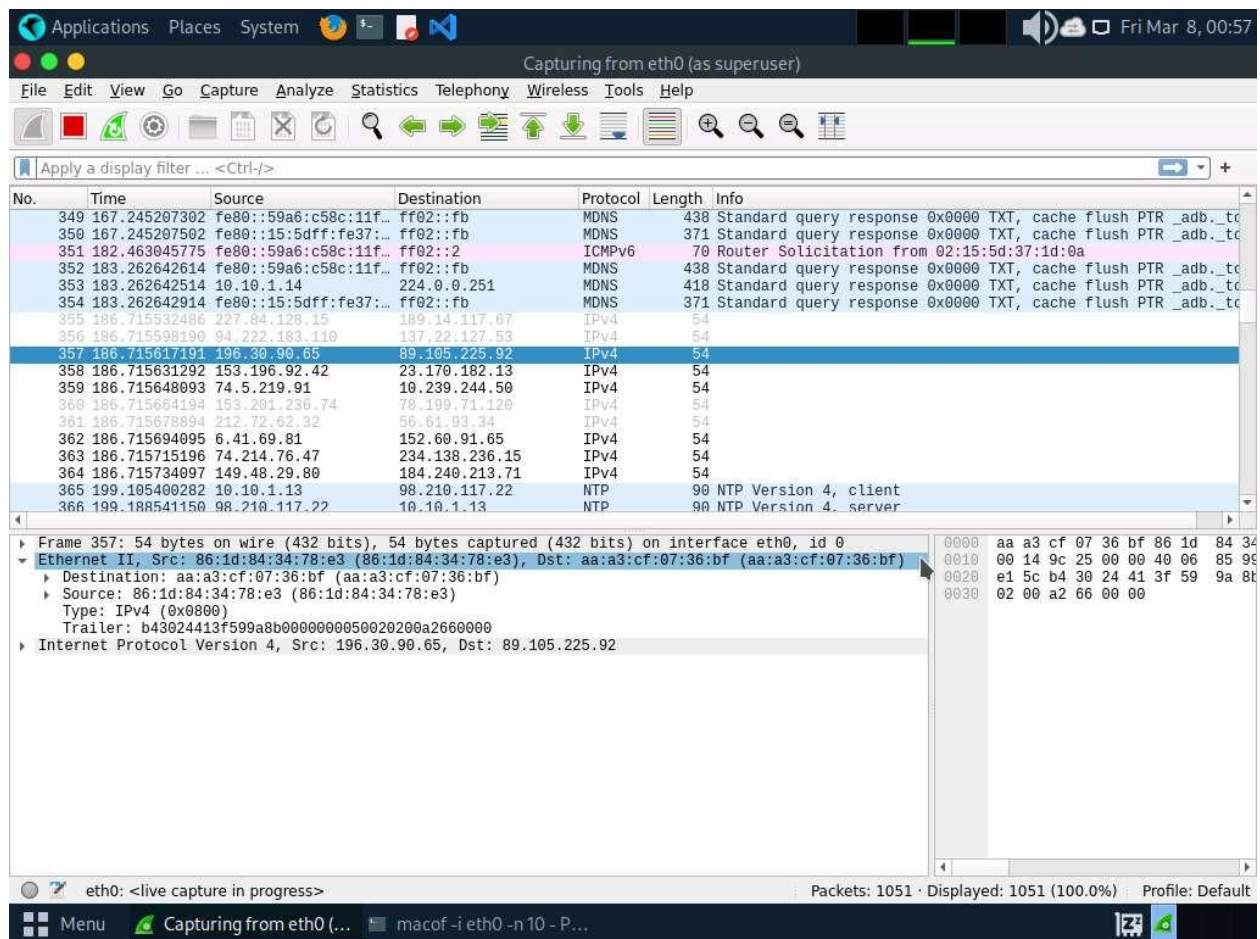 Applications Places System Fri Mar 8, 00:57
Capturing from eth0 (as superuser)
File Edit View Go Capture Analyze Statistics Telephony Wireless Tools Help
Apply a display filter ... <Ctrl-/> +
No. Time Source Destination Protocol Length Info
349 167.245207302 fe80::59a6:c58c:11f… ff02::fb MDNS 438 Standard query response 0x0000 TXT, cache flush PTR _adb._tc
350 167.245207502 fe80::15:5dff:fe37:… ff02::fb MDNS 371 Standard query response 0x0000 TXT, cache flush PTR _adb._tc
351 182.463045775 fe80::59a6:c58c:11f… ff02::2 ICMPv6 70 Router Solicitation from 02:15:5d:37:1d:0a
352 183.262642614 fe80::59a6:c58c:11f… ff02::fb MDNS 438 Standard query response 0x0000 TXT, cache flush PTR _adb._tc
353 183.262642514 10.10.1.14 224.0.0.251 MDNS 418 Standard query response 0x0000 TXT, cache flush PTR _adb._tc
354 183.262642914 fe80::15:5dff:fe37:… ff02::fb MDNS 371 Standard query response 0x0000 TXT, cache flush PTR _adb._tc
355 186.715532486 227.84.128.15 189.14.117.67 IPv4 54
356 186.715598190 94.222.183.110 137.22.127.53 IPv4 54
357 186.715617191 196.30.90.65 89.105.225.92 IPv4 54
358 186.715631292 153.196.92.42 23.170.182.13 IPv4 54
359 186.715648093 74.5.219.91 10.239.244.50 IPv4 54
360 186.715664194 153.201.236.74 78.199.71.120 IPv4 54
361 186.715678894 212.72.62.32 56.61.93.34 IPv4 54
362 186.715694095 6.41.69.81 152.60.91.65 IPv4 54
363 186.715715196 74.214.76.47 234.138.236.15 IPv4 54
364 186.715734097 149.48.29.80 184.240.213.71 IPv4 54
365 199.105400282 10.10.1.13 98.210.117.22 NTP 90 NTP Version 4, client
366 199.188541150 98.210.117.22 10.10.1.13 NTP 90 NTP Version 4, server
Frame 357: 54 bytes on wire (432 bits), 54 bytes captured (432 bits) on interface eth0, id 0
Ethernet II, Src: 86:1d:84:34:78:e3 (86:1d:84:34:78:e3), Dst: aa:a3:cf:07:36:bf (aa:a3:cf:07:36:bf)
Destination: aa:a3:cf:07:36:bf (aa:a3:cf:07:36:bf)
Source: 86:1d:84:34:78:e3 (86:1d:84:34:78:e3)
Type: IPv4 (0x0800)
Trailer: b43024413f599a8b0000000050020200a2660000
Internet Protocol Version 4, Src: 196.30.90.65, Dst: 89.105.225.92
0000 aa a3 cf 07 36 bf 86 1d 84 34
0010 00 14 9c 25 00 00 40 06 85 99
0020 e1 5c b4 30 24 41 3f 59 9a 8b
0030 02 00 a2 66 00 00
eth0: <live capture in progress> Packets: 1051 · Displayed: 1051 (100.0%) Profile: Default
Menu Capturing from eth0 (... macof -i eth0 -n 10 - P...